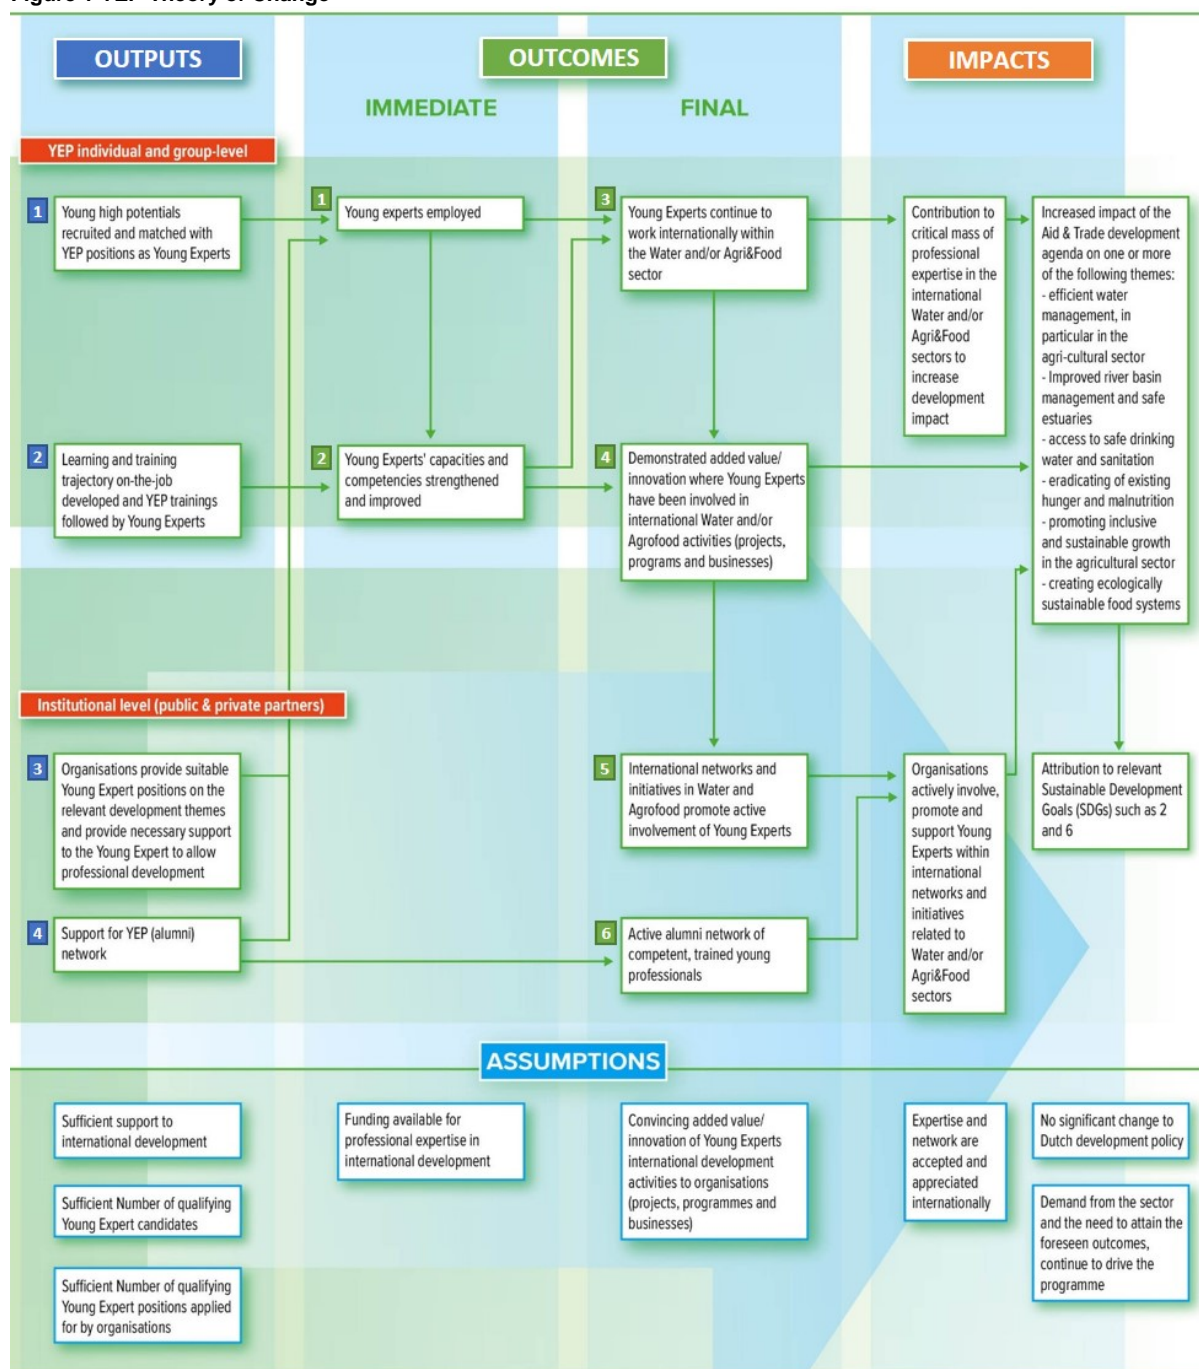 Figure 1 YEP Theory of Change
OUTPUTS
OUTCOMES
IMPACTS
IMMEDIATE
FINAL
YEP individual and group-level
1
Young high potentials
recruited and matched with
YEP positions as Young Experts
1
Young experts employed
3
Young Experts continue to
work internationally within
the Water and/or Agri&Food
sector
Contribution to
critical mass of
professional
expertise in the
international
Water and/or
Agri&Food
sectors to
increase
development
impact
Increased impact of the
Aid & Trade development
agenda on one or more
of the following themes:
- efficient water
management, in
particular in the
agri-cultural sector
- Improved river basin
management and safe
estuaries
- access to safe drinking
water and sanitation
- eradicating of existing
hunger and malnutrition
- promoting inclusive
and sustainable growth
in the agricultural sector
- creating ecologically
sustainable food systems
2
Learning and training
trajectory on-the-job
developed and YEP trainings
followed by Young Experts
2
Young Experts' capacities and
competencies strengthened
and improved
4
Demonstrated added value/
innovation where Young Experts
have been involved in
international Water and/or
Agrofood activities (projects,
programs and businesses)
Institutional level (public & private partners)
3
Organisations provide suitable
Young Expert positions on the
relevant development themes
and provide necessary support
to the Young Expert to allow
professional development
5
International networks and
initiatives in Water and
Agrofood promote active
involvement of Young Experts
Organisations
actively involve,
promote and
support Young
Experts within
international
networks and
initiatives
related to
Water and/or
Agri&Food
sectors
Attribution to relevant
Sustainable Development
Goals (SDGs) such as 2
and 6
4
Support for YEP (alumni)
network
6
Active alumni network of
competent, trained young
professionals
ASSUMPTIONS
Sufficient support to
international development
Sufficient Number of qualifying
Young Expert candidates
Sufficient Number of qualifying
Young Expert positions applied
for by organisations
Funding available for
professional expertise in
international development
Convincing added value/
innovation of Young Experts
international development
activities to organisations
(projects, programmes and
businesses)
Expertise and
network are
accepted and
appreciated
internationally
No significant change to
Dutch development policy
Demand from the sector
and the need to attain the
foreseen outcomes,
continue to drive the
programme